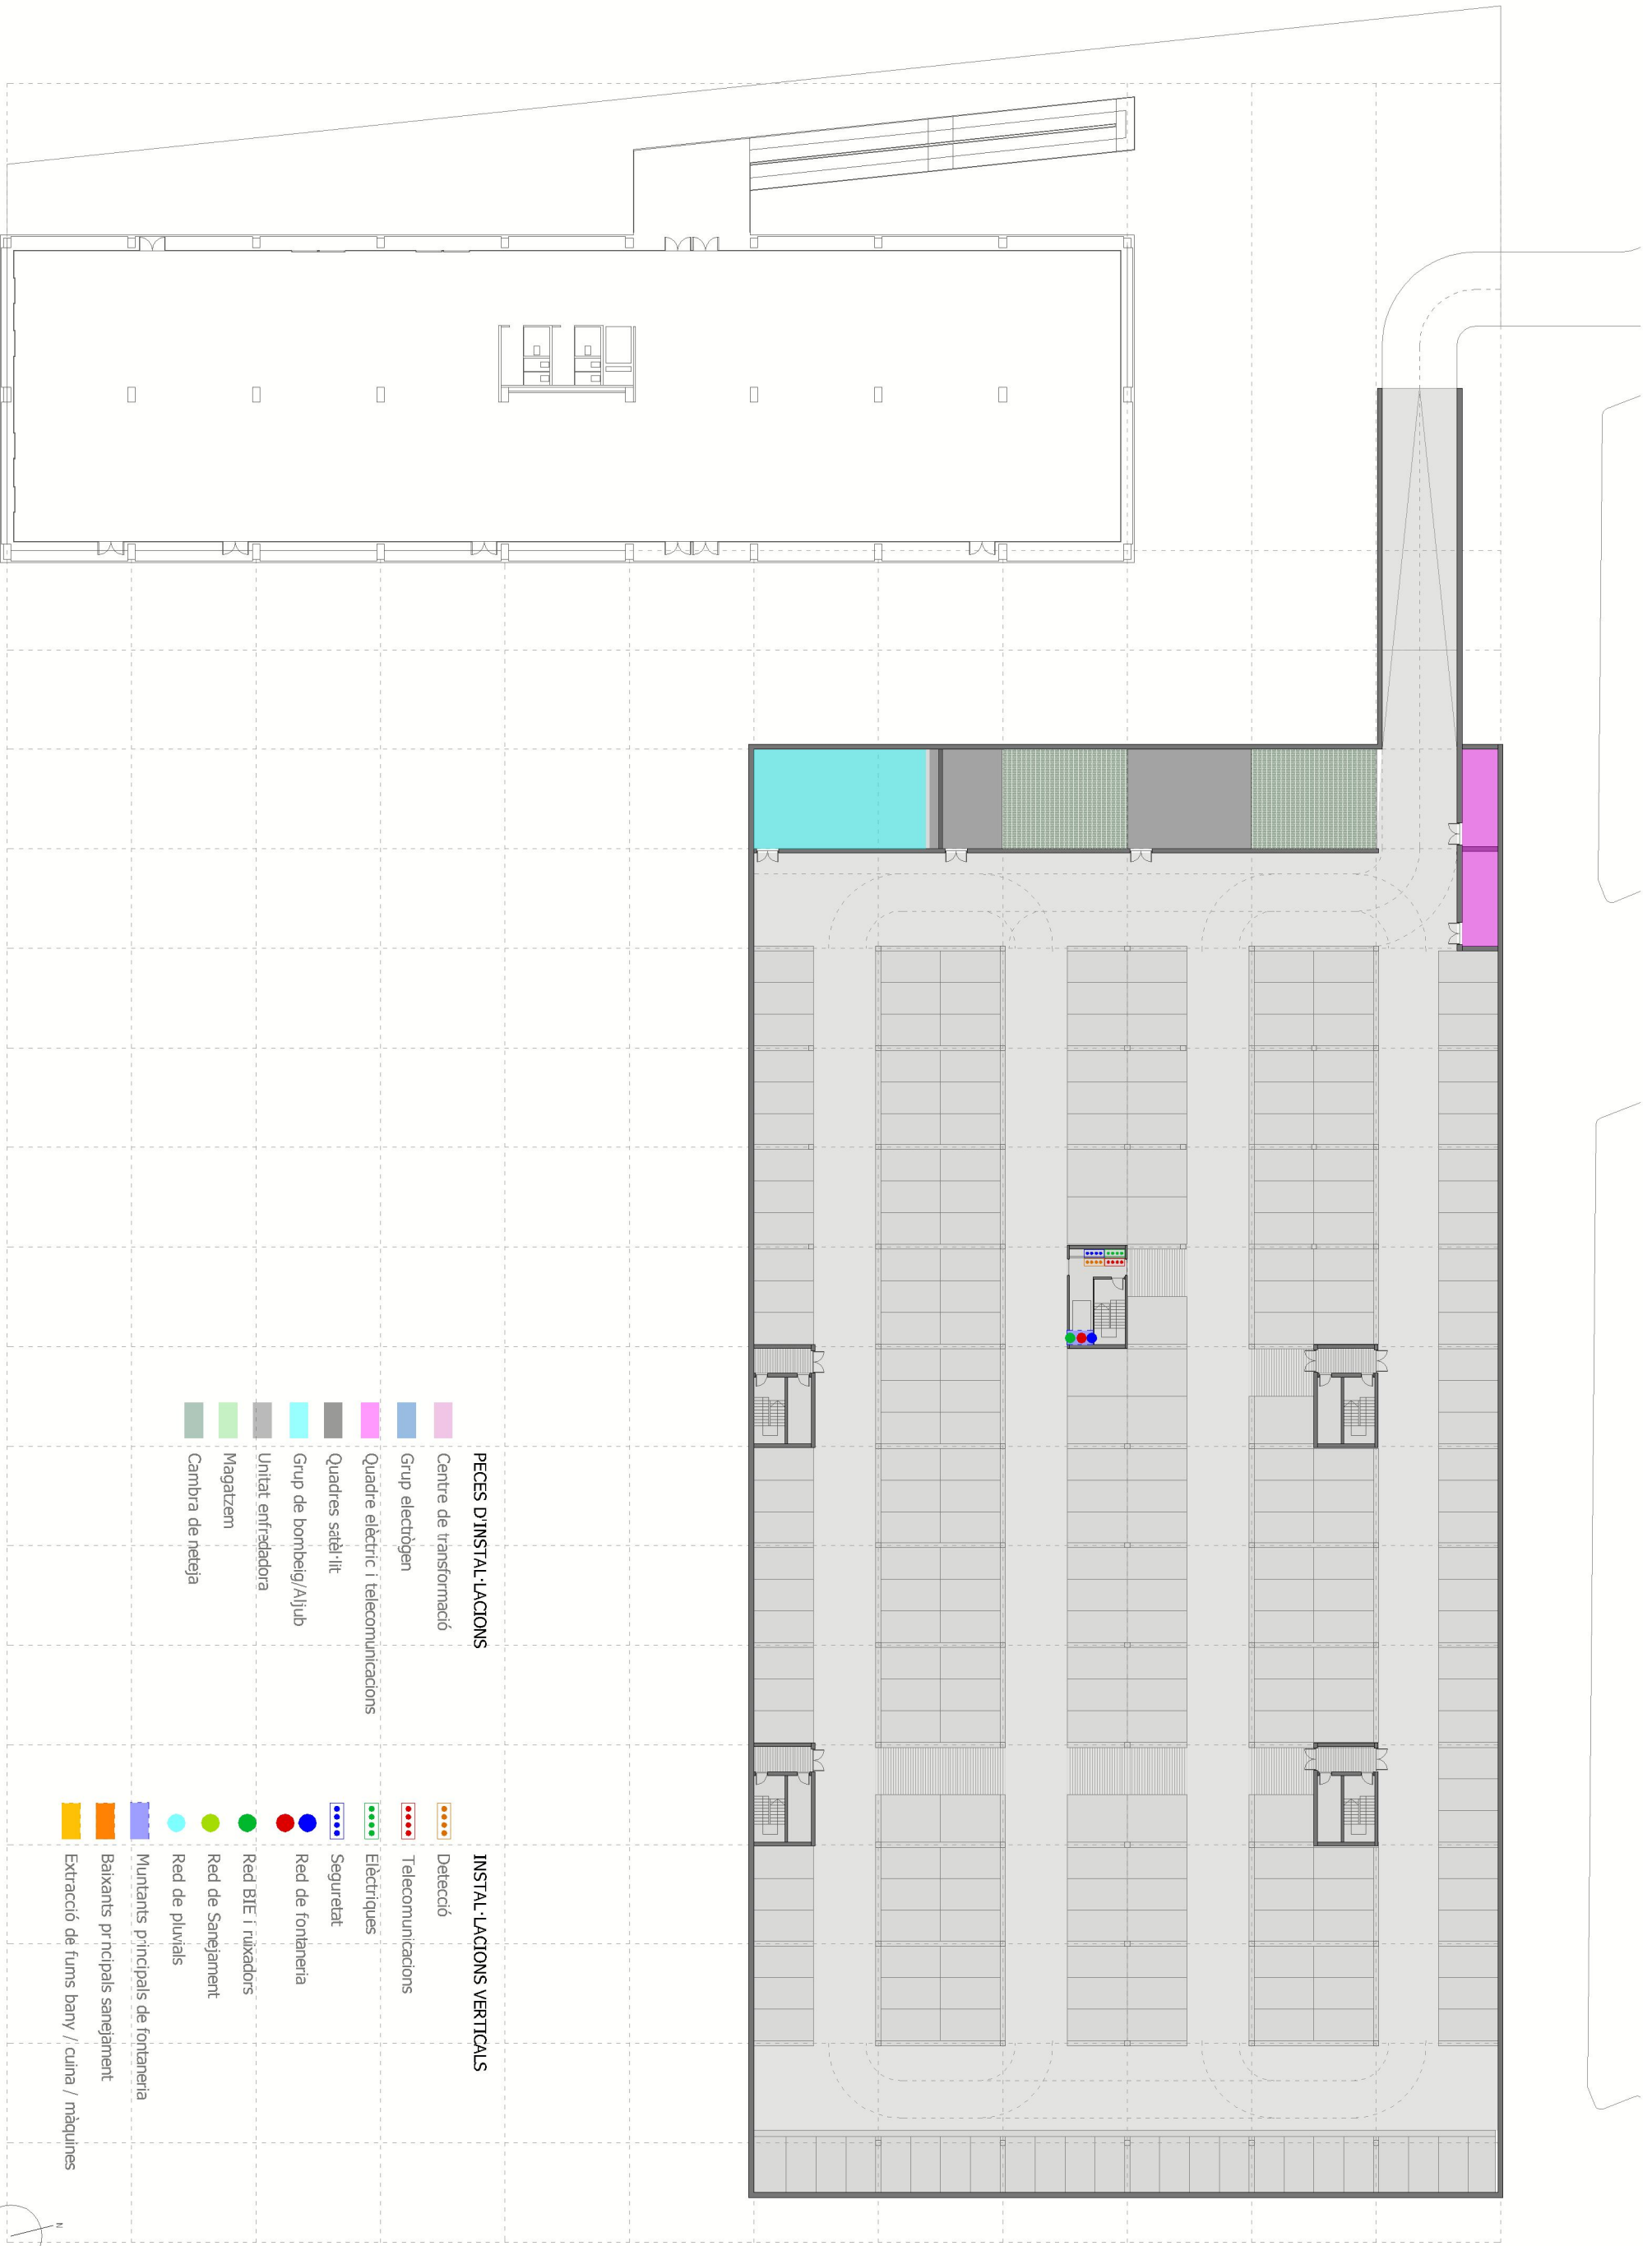 PECES D'INSTAL·LACIONS
Centre de transformació
Grup electrògen
Quadre elèctric i telecomunicacions
Quadres satèl·lit
Grup de bombeig/Aljub
Unitat enfredadora
Magatzem
Cambra de neteja
INSTAL·LACIONS VERTICALS
Detecció
Telecomunicacions
Elèctriques
Seguretat
Red de fontaneria
Red BIE i ruixadors
Red de Sanejament
Red de pluvials
Muntants principals de fontaneria
Baixants principals sanejament
Extracció de fums bany / cuina / màquines
N